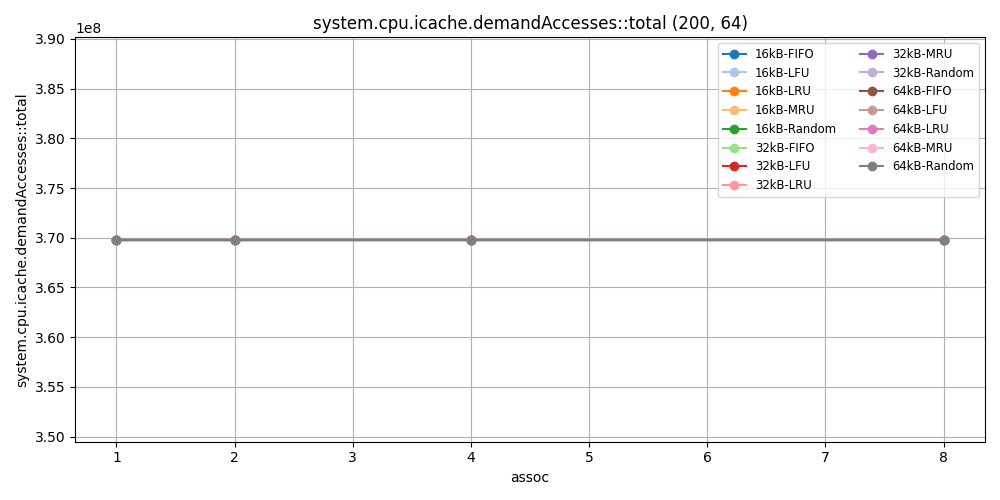 system.cpu.icache.demandAccesses::total (200, 64)
1e8
3.90
3.85
3.80
3.75
3.70
3.65
3.60
3.55
3.50
system.cpu.icache.demandAccesses::total
16kB-FIFO
16kB-LFU
16kB-LRU
16kB-MRU
16kB-Random
32kB-FIFO
32kB-LFU
32kB-LRU
32kB-MRU
32kB-Random
64kB-FIFO
64kB-LFU
64kB-LRU
64kB-MRU
64kB-Random
1 2 3 4 5 6 7 8
assoc